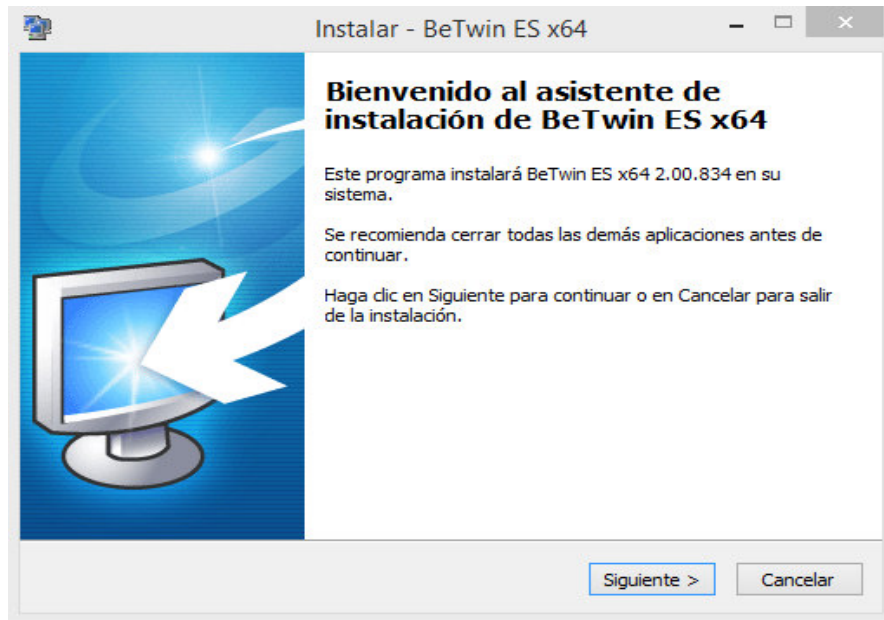 Instalar - BeTwin ES x64
Bienvenido al asistente de
instalación de BeTwin ES x64
Este programa instalará BeTwin ES x64 2.00.834 en su
sistema.
Se recomienda cerrar todas las demás aplicaciones antes de
continuar.
Haga clic en Siguiente para continuar o en Cancelar para salir
de la instalación.
Siguiente >
Cancelar